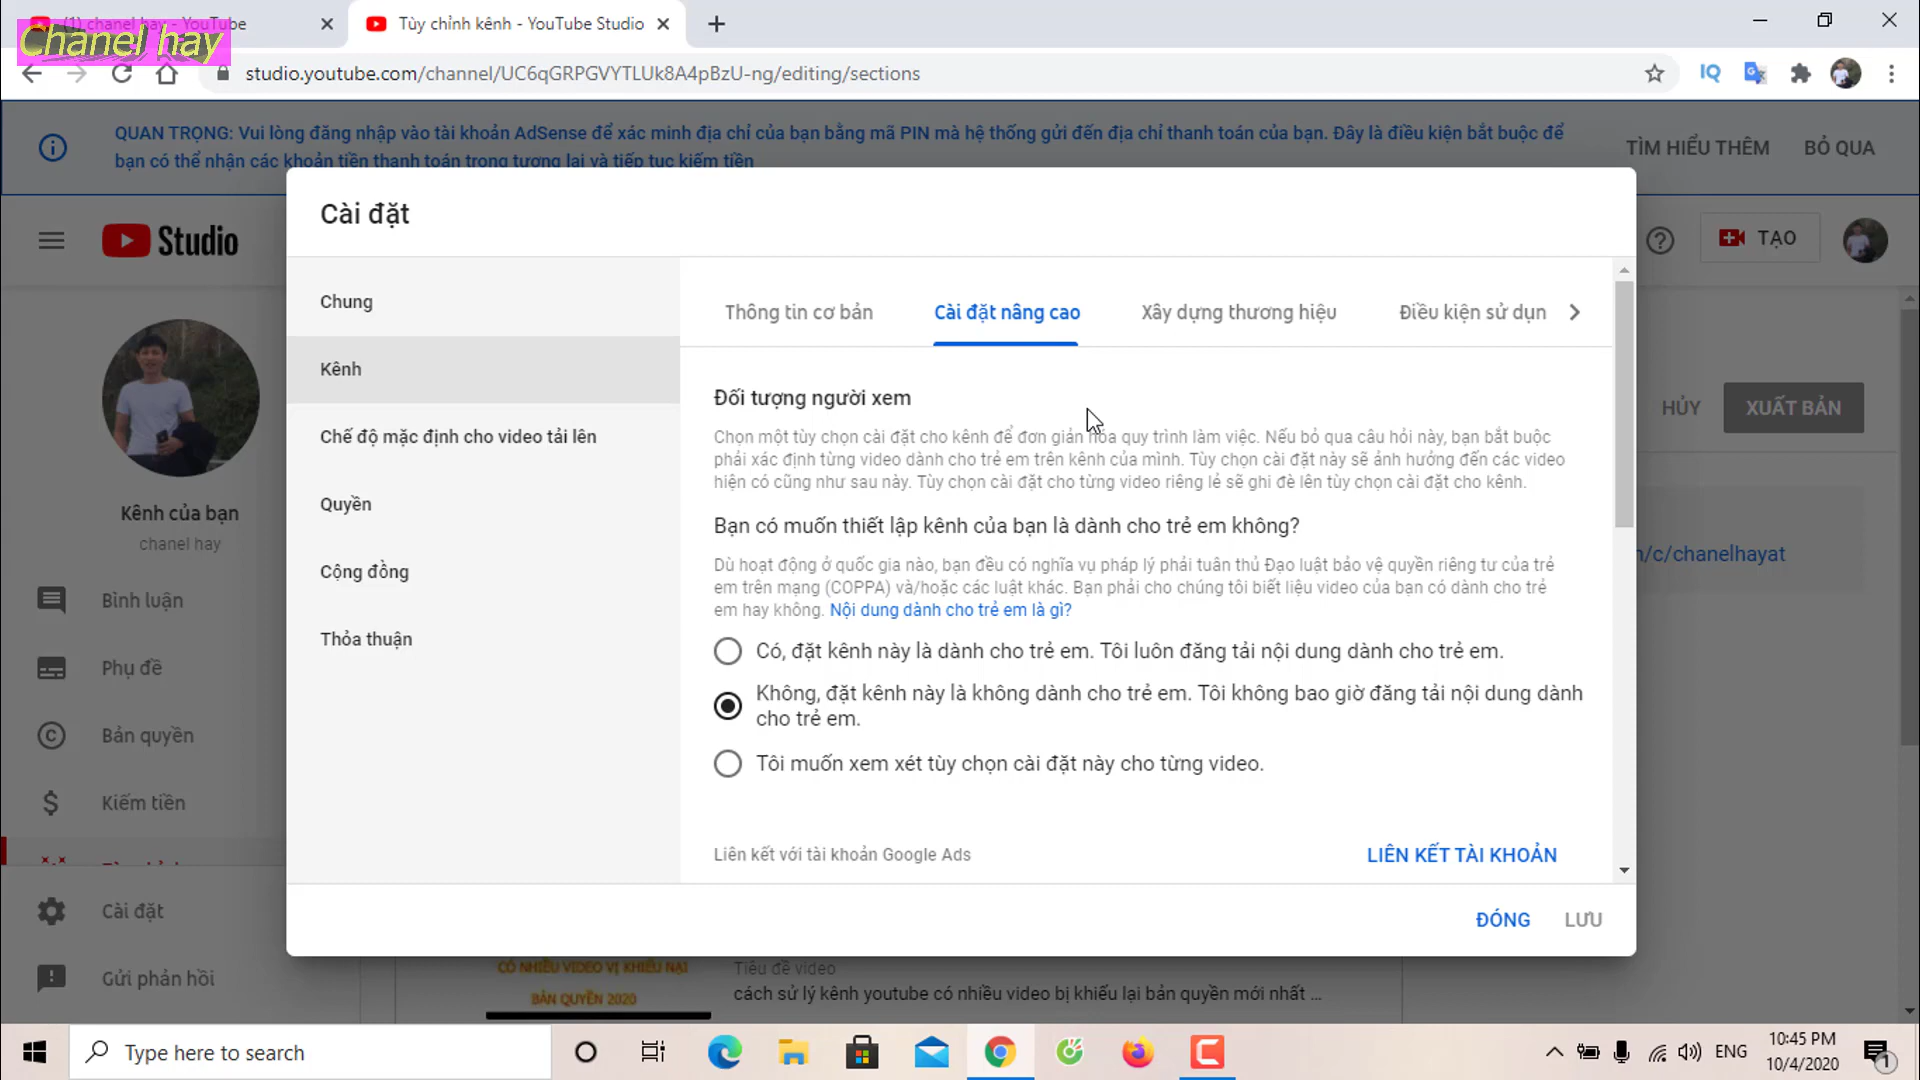 (1) chanel hay - YouTube
Tùy chỉnh kênh - YouTube Studio
Chanel hay
studio.youtube.com/channel/UC6qGRPGVYTLUk8A4pBzU-ng/editing/sections
QUAN TRỌNG: Vui lòng đăng nhập vào tài khoản AdSense để xác minh địa chỉ của bạn bằng mã PIN mà hệ thống gửi đến địa chỉ thanh toán của bạn. Đây là điều kiện bắt buộc để
bạn có thể nhận các khoản tiền thanh toán trong tương lai và tiếp tục kiếm tiền
TÌM HIỂU THÊM
BỎ QUA
Studio
TẠO
Cài đặt
Chung
Kênh
Chế độ mặc định cho video tải lên
Quyền
Cộng đồng
Thỏa thuận
Thông tin cơ bản
Cài đặt nâng cao
Xây dựng thương hiệu
Điều kiện sử dụn
Đối tượng người xem
Chọn một tùy chọn cài đặt cho kênh để đơn giản hóa quy trình làm việc. Nếu bỏ qua câu hỏi này, bạn bắt buộc
phải xác định từng video dành cho trẻ em trên kênh của mình. Tùy chọn cài đặt này sẽ ảnh hưởng đến các video
hiện có cũng như sau này. Tùy chọn cài đặt cho từng video riêng lẻ sẽ ghi đè lên tùy chọn cài đặt cho kênh.
Bạn có muốn thiết lập kênh của bạn là dành cho trẻ em không?
Dù hoạt động ở quốc gia nào, bạn đều có nghĩa vụ pháp lý phải tuân thủ Đạo luật bảo vệ quyền riêng tư của trẻ
em trên mạng (COPPA) và/hoặc các luật khác. Bạn phải cho chúng tôi biết liệu video của bạn có dành cho trẻ
em hay không. Nội dung dành cho trẻ em là gì?
Có, đặt kênh này là dành cho trẻ em. Tôi luôn đăng tải nội dung dành cho trẻ em.
Không, đặt kênh này là không dành cho trẻ em. Tôi không bao giờ đăng tải nội dung dành
cho trẻ em.
Tôi muốn xem xét tùy chọn cài đặt này cho từng video.
Liên kết với tài khoản Google Ads
LIÊN KẾT TÀI KHOẢN
ĐÓNG
LƯU
HỦY
XUẤT BẢN
n/c/chanelhayat
Kênh của bạn
chanel hay
Bình luận
Phụ đề
Bản quyền
Kiếm tiền
Cài đặt
Gửi phản hồi
CÓ NHIỀU VIDEO VỊ KHIẾU NẠI
BẢN QUYỀN 2020
Tiêu đề video
cách sử lý kênh youtube có nhiều video bị khiếu lại bản quyền mới nhất ...
Type here to search
ENG
10:45 PM
10/4/2020
1